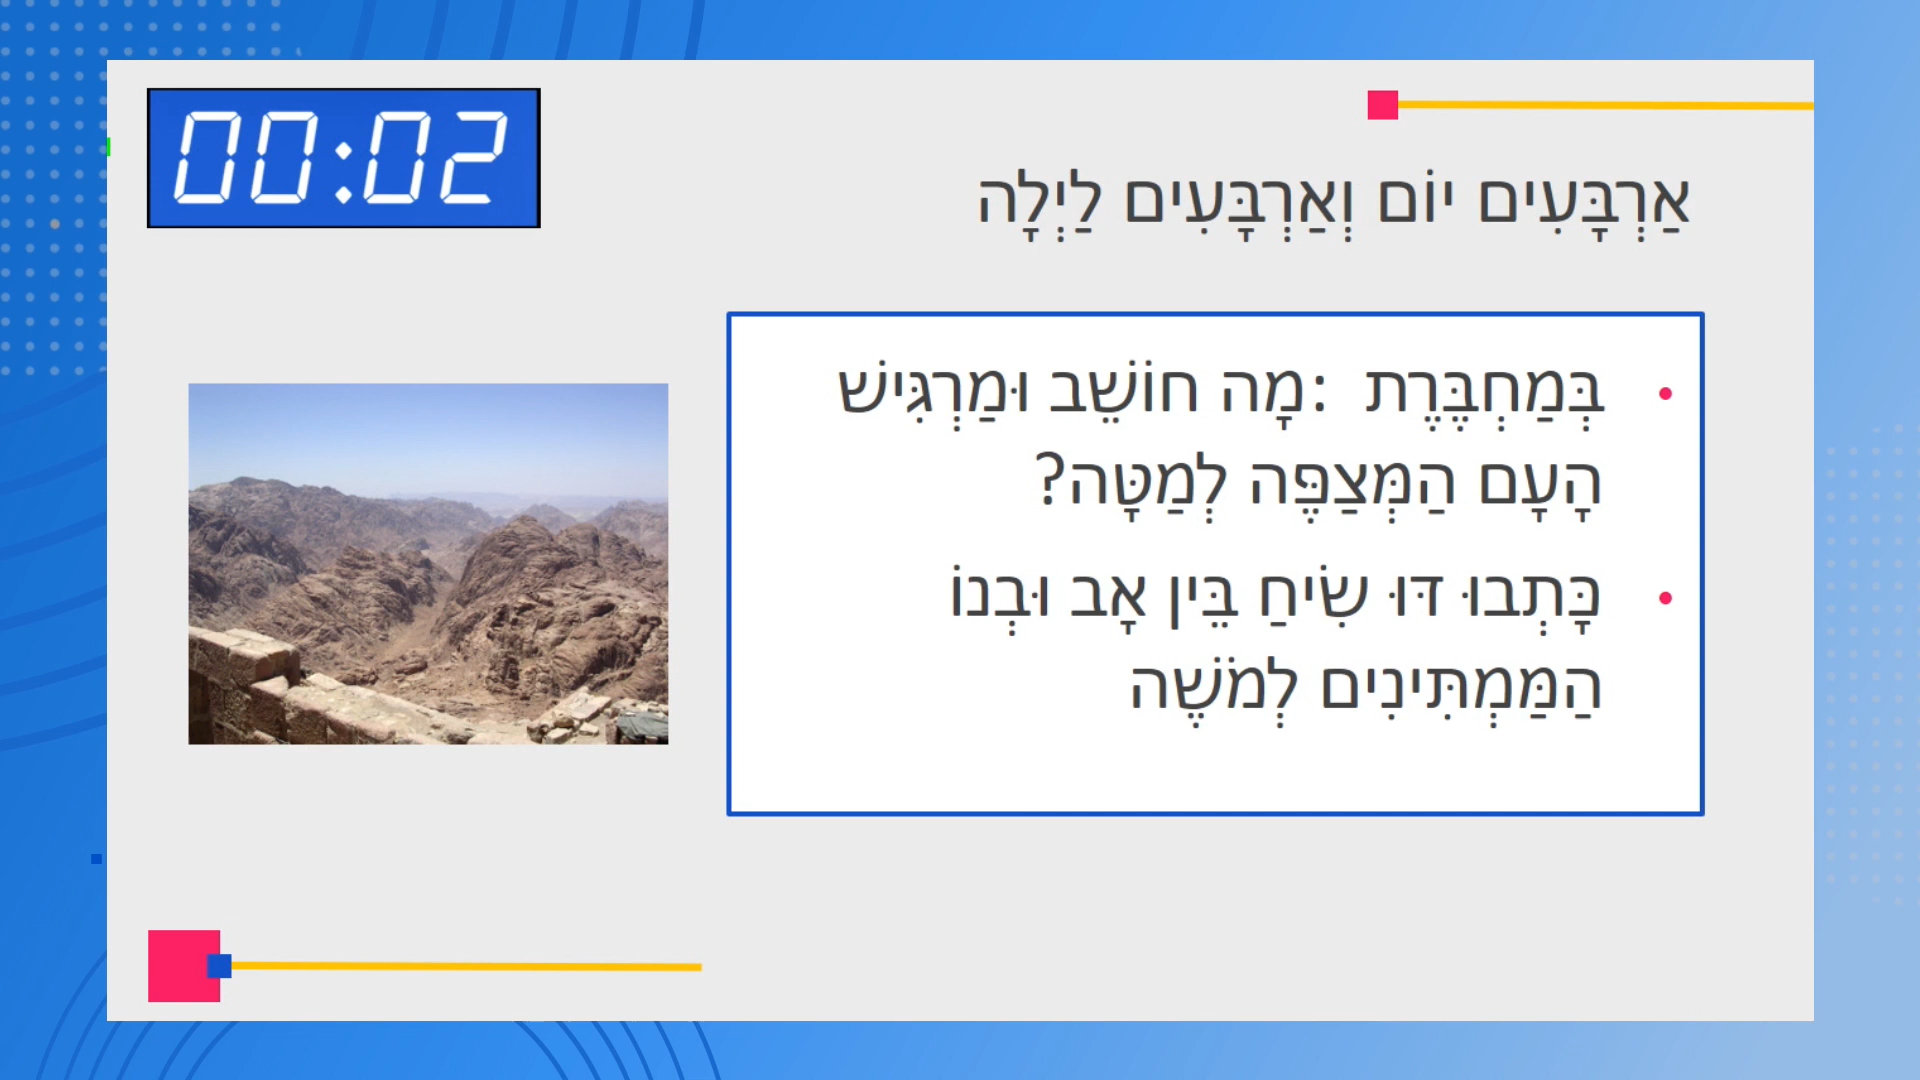 00:02
אַרְבָּעִים יוֹם וְאַרְבָּעִים לַיְלָה
• בְּמַחְבֶּרֶת :מָה חוֹשֵׁב וּמַרְגִּישׁ
הָעָם הַמְּצַפֶּה לְמַטָּה?
• כָּתְבוּ דּוּ שִׂיחַ בֵּין אָב וּבְנוֹ
הַמַּמְתִּינִים לְמֹשֶׁה